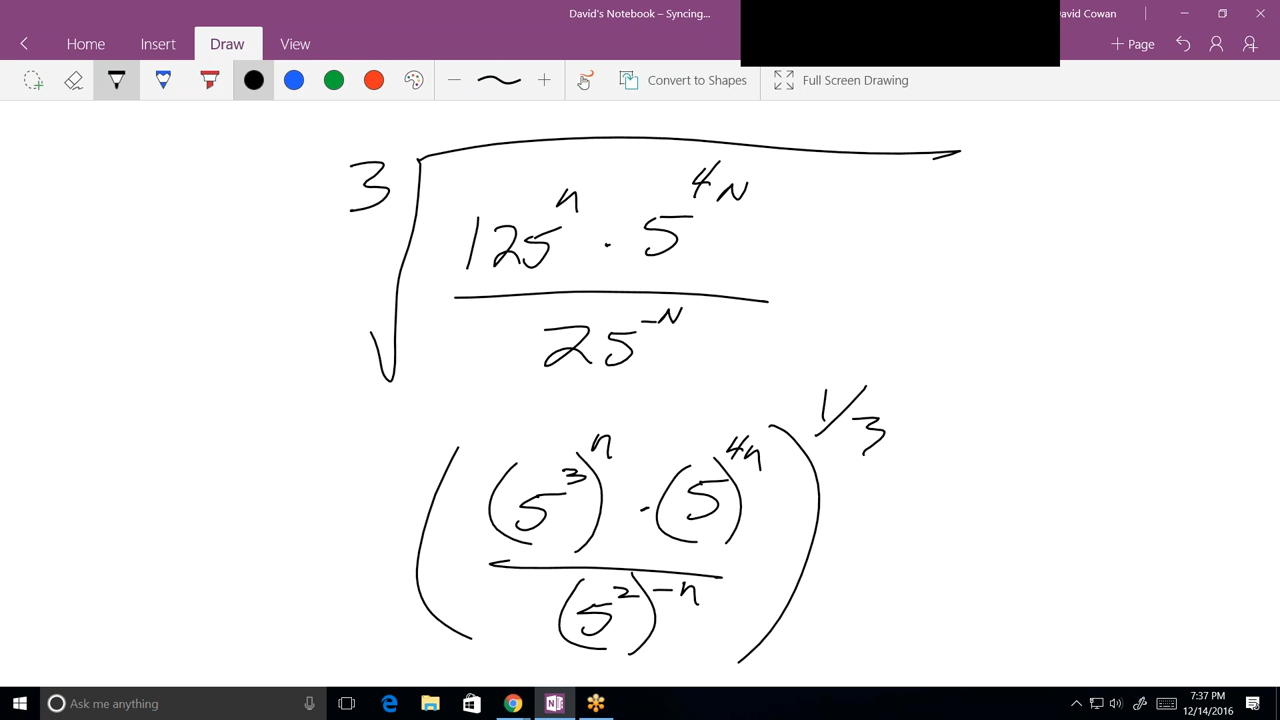 David's Notebook – Syncing...
avid Cowan
Home Insert Draw View
Page
Convert to Shapes
Full Screen Drawing
3
125^n · 5^4N
25^-N
((5^3)^n · (5)^4n
(5^2)^-n)^1/3
Ask me anything
7:37 PM
12/14/2016